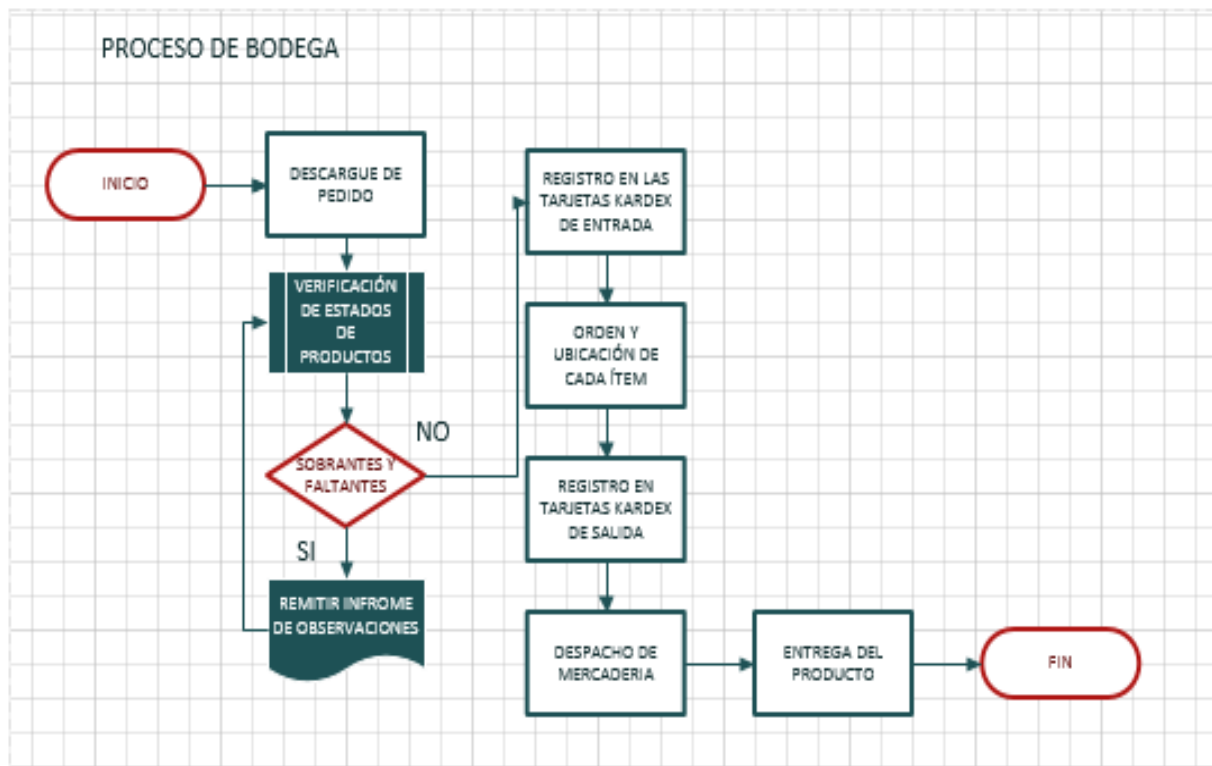 PROCESO DE BODEGA
INICIO
DESCARGUE DE
PEDIDO
VERIFICACIÓN
DE ESTADOS
DE
PRODUCTOS
SOBRANTES Y
FALTANTES
NO
SI
REMITIR INFROME
DE OBSERVACIONES
REGISTRO EN LAS
TARJETAS KARDEX
DE ENTRADA
ORDEN Y
UBICACIÓN DE
CADA ÍTEM
REGISTRO EN
TARJETAS KARDEX
DE SALIDA
DESPACHO DE
MERCADERIA
ENTREGA DEL
PRODUCTO
FIN